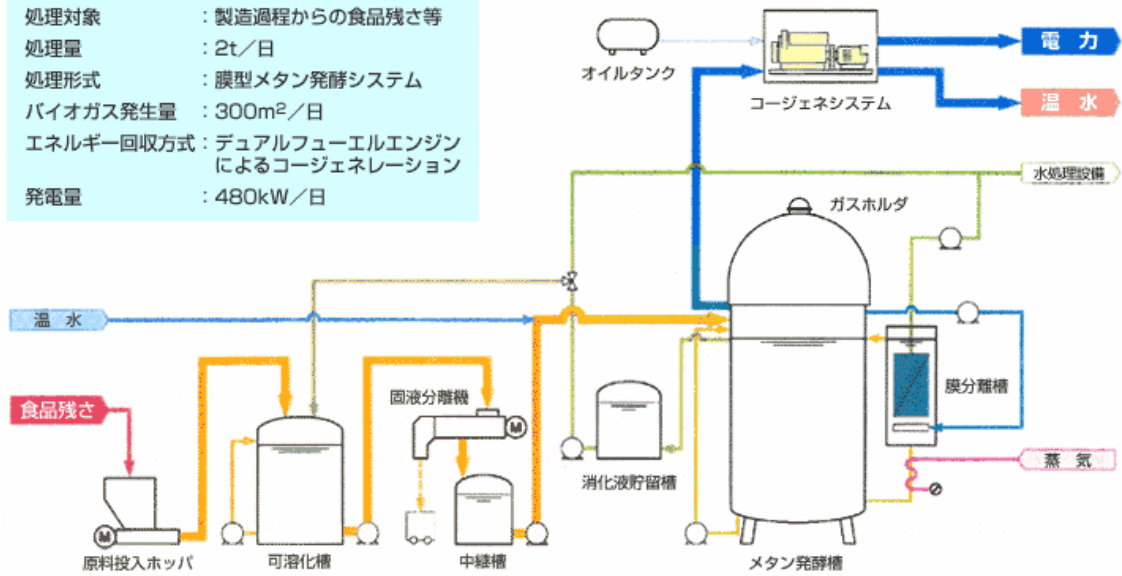 処理対象 : 製造過程からの食品残さ等
処理量 : 2t/日
処理形式 : 膜型メタン発酵システム
バイオガス発生量 : 300m²/日
エネルギー回収方式 : デュアルフューエルエンジン
によるコージェネレーション
発電量 : 480kW/日
オイルタンク
コージェネシステム
電 力
温 水
水処理設備
ガスホルダ
温 水
食品残さ
固液分離機
膜分離槽
蒸 気
消化液貯留槽
M
M
原料投入ホッパ
可溶化槽
中継槽
メタン発酵槽